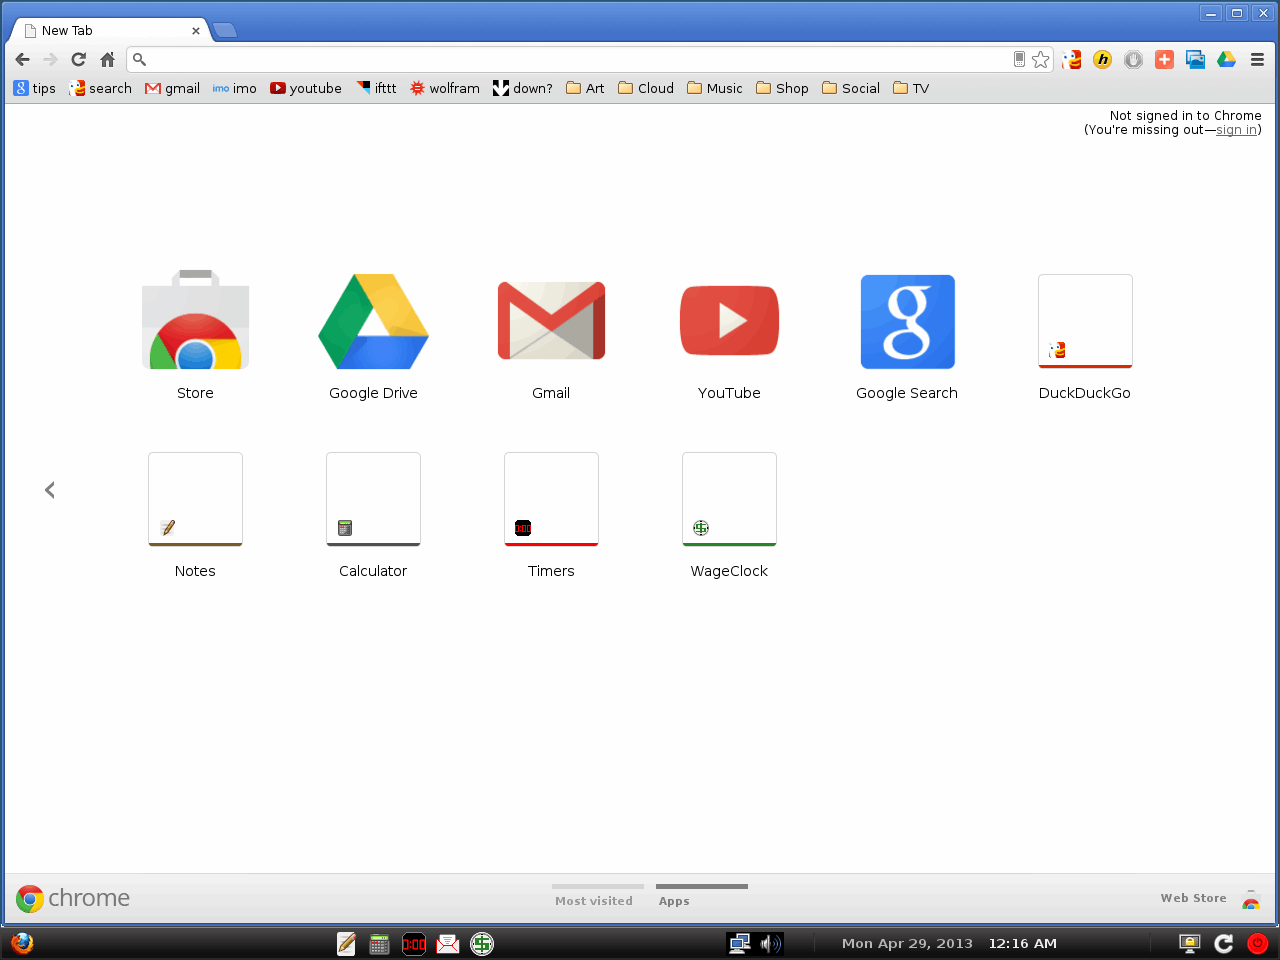 New Tab
tips search gmail imo imo youtube ifttt wolfram down? Art Cloud Music Shop Social TV
Not signed in to Chrome
(You're missing out—sign in)
Store Google Drive Gmail YouTube Google Search DuckDuckGo
Notes Calculator Timers WageClock
chrome Most visited Apps Web Store
Mon Apr 29, 2013 12:16 AM